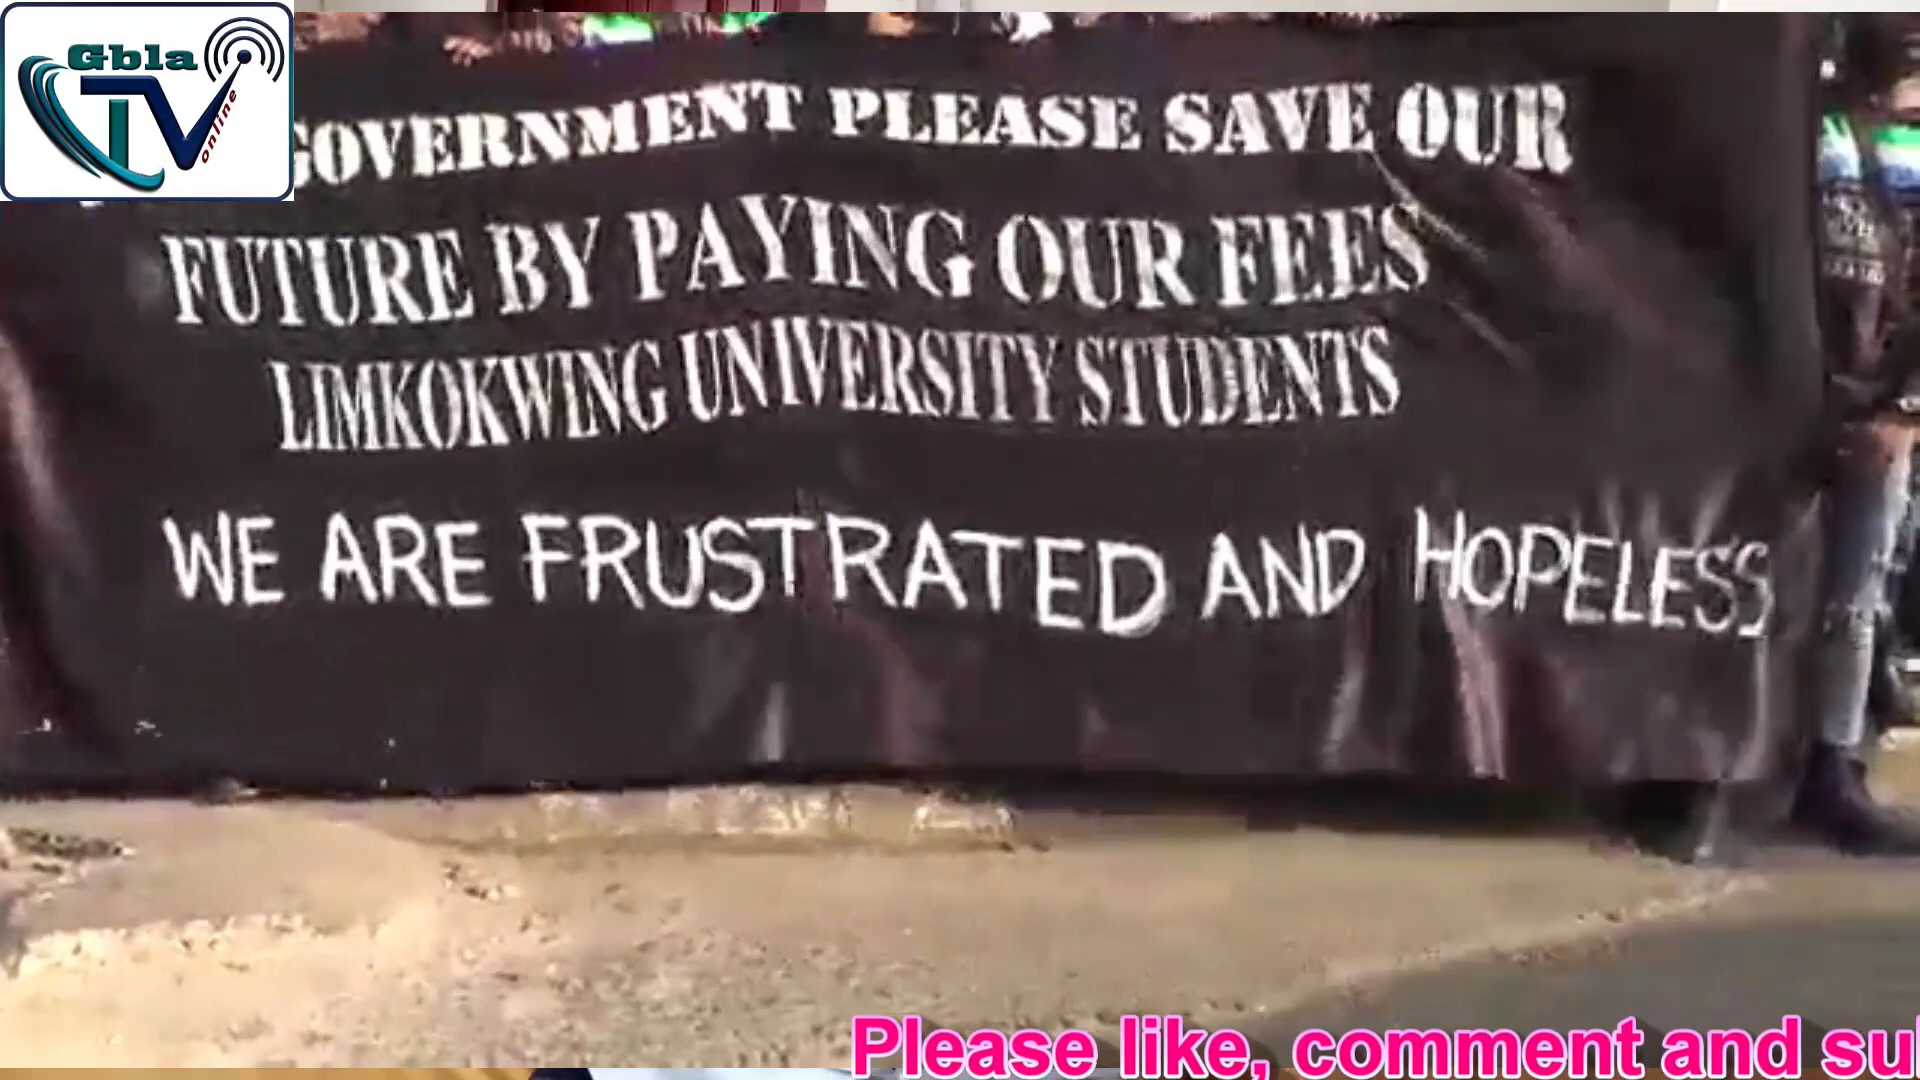 Gbla
TV
online
GOVERNMENT PLEASE SAVE OUR
FUTURE BY PAYING OUR FEES
LIMKOKWING UNIVERSITY STUDENTS
WE ARE FRUSTRATED AND HOPELESS
Please like, comment and su